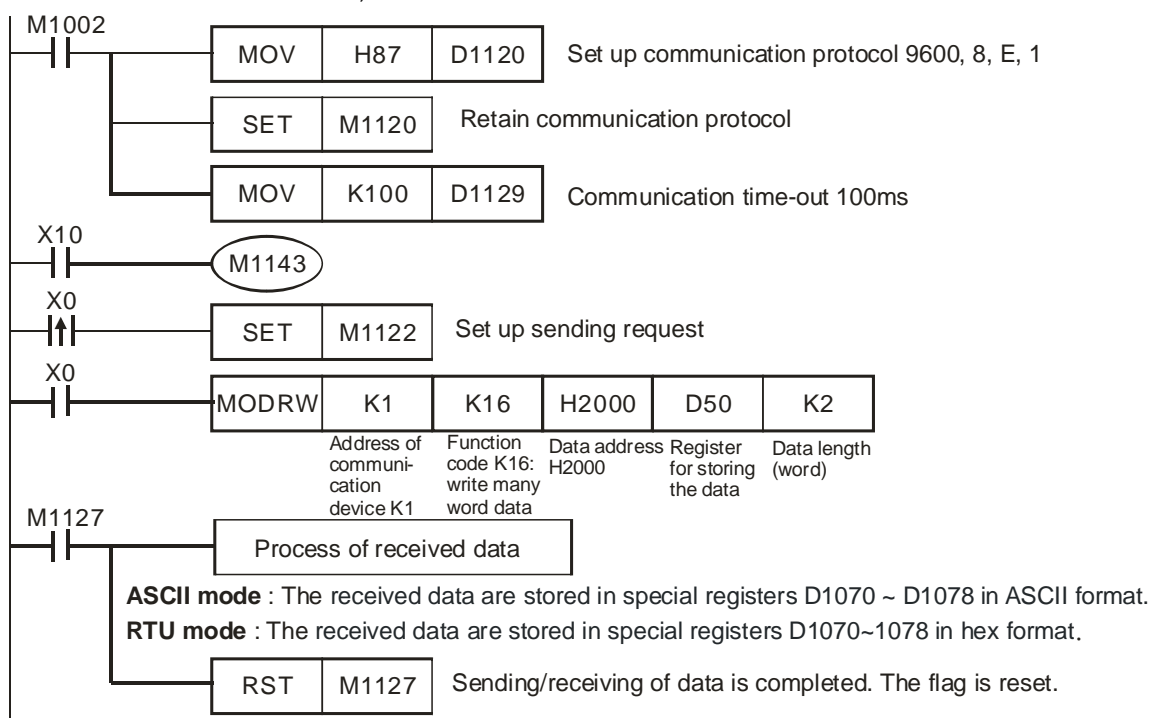 M1002
MOV H87 D1120 Set up communication protocol 9600, 8, E, 1
SET M1120 Retain communication protocol
MOV K100 D1129 Communication time-out 100ms
X10
M1143
X0
SET M1122 Set up sending request
X0
MODRW K1 K16 H2000 D50 K2
Address of communi-cation device K1
Function code K16: write many word data
Data address H2000
Register for storing the data
Data length (word)
M1127
Process of received data
ASCII mode : The received data are stored in special registers D1070 ~ D1078 in ASCII format.
RTU mode : The received data are stored in special registers D1070~1078 in hex format.
RST M1127 Sending/receiving of data is completed. The flag is reset.